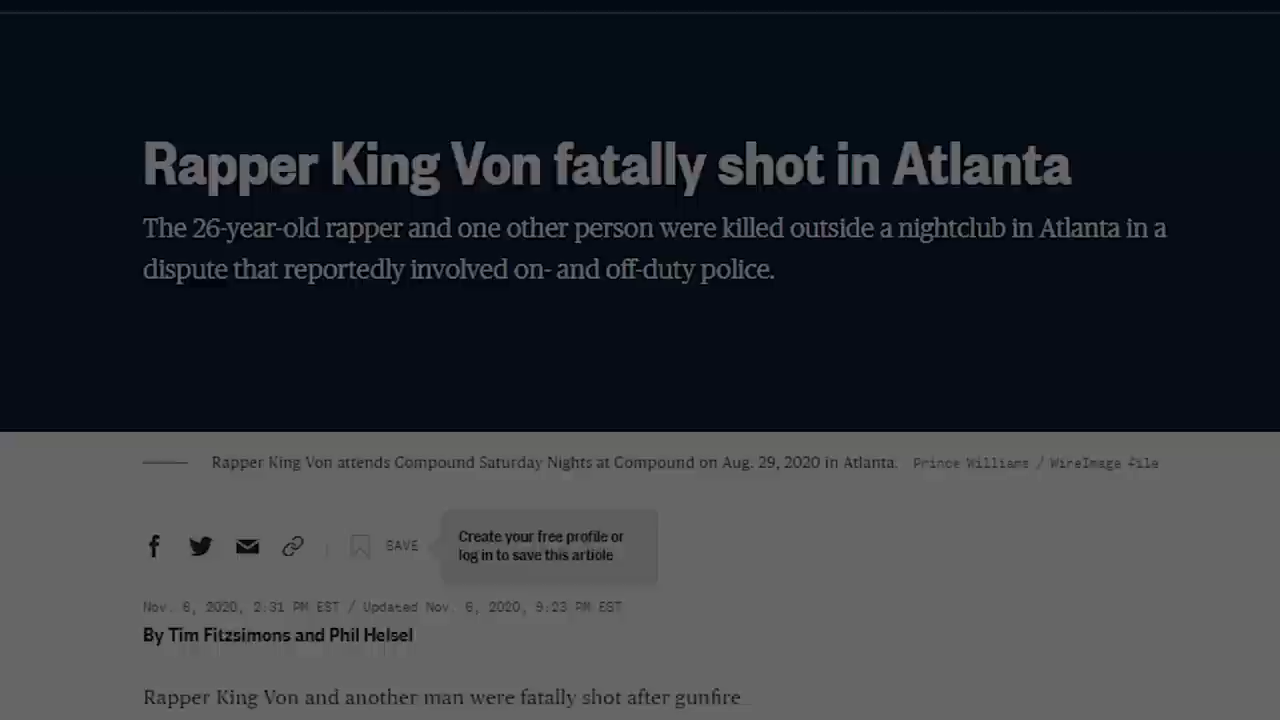 Rapper King Von fatally shot in Atlanta
The 26-year-old rapper and one other person were killed outside a nightclub in Atlanta in a
dispute that reportedly involved on- and off-duty police.
Rapper King Von attends Compound Saturday Nights at Compound on Aug. 29, 2020 in Atlanta. Prince Williams / WireImage file
SAVE
Create your free profile or
log in to save this article
Nov. 6, 2020, 2:31 PM EST / Updated Nov. 6, 2020, 9:23 PM EST
By Tim Fitzsimons and Phil Helsel
Rapper King Von and another man were fatally shot after gunfire